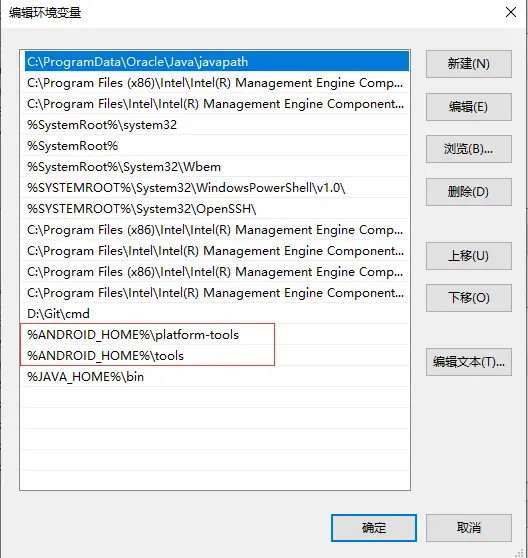 编辑环境变量
C:\ProgramData\Oracle\Java\javapath
C:\Program Files (x86)\Intel\Intel(R) Management Engine Comp...
C:\Program Files\Intel\Intel(R) Management Engine Component...
%SystemRoot%\system32
%SystemRoot%
%SystemRoot%\System32\Wbem
%SYSTEMROOT%\System32\WindowsPowerShell\v1.0\
%SYSTEMROOT%\System32\OpenSSH\
C:\Program Files (x86)\Intel\Intel(R) Management Engine Comp...
C:\Program Files\Intel\Intel(R) Management Engine Component...
C:\Program Files (x86)\Intel\Intel(R) Management Engine Comp...
C:\Program Files\Intel\Intel(R) Management Engine Component...
D:\Git\cmd
%ANDROID_HOME%\platform-tools
%ANDROID_HOME%\tools
%JAVA_HOME%\bin
新建(N)
编辑(E)
浏览(B)...
删除(D)
上移(U)
下移(O)
编辑文本(T)...
确定
取消